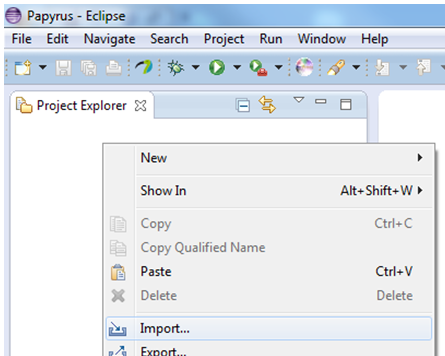 Papyrus - Eclipse
File Edit Navigate Search Project Run Window Help
Project Explorer
New
Show In Alt+Shift+W
Copy Ctrl+C
Copy Qualified Name
Paste Ctrl+V
Delete Delete
Import...
Export...